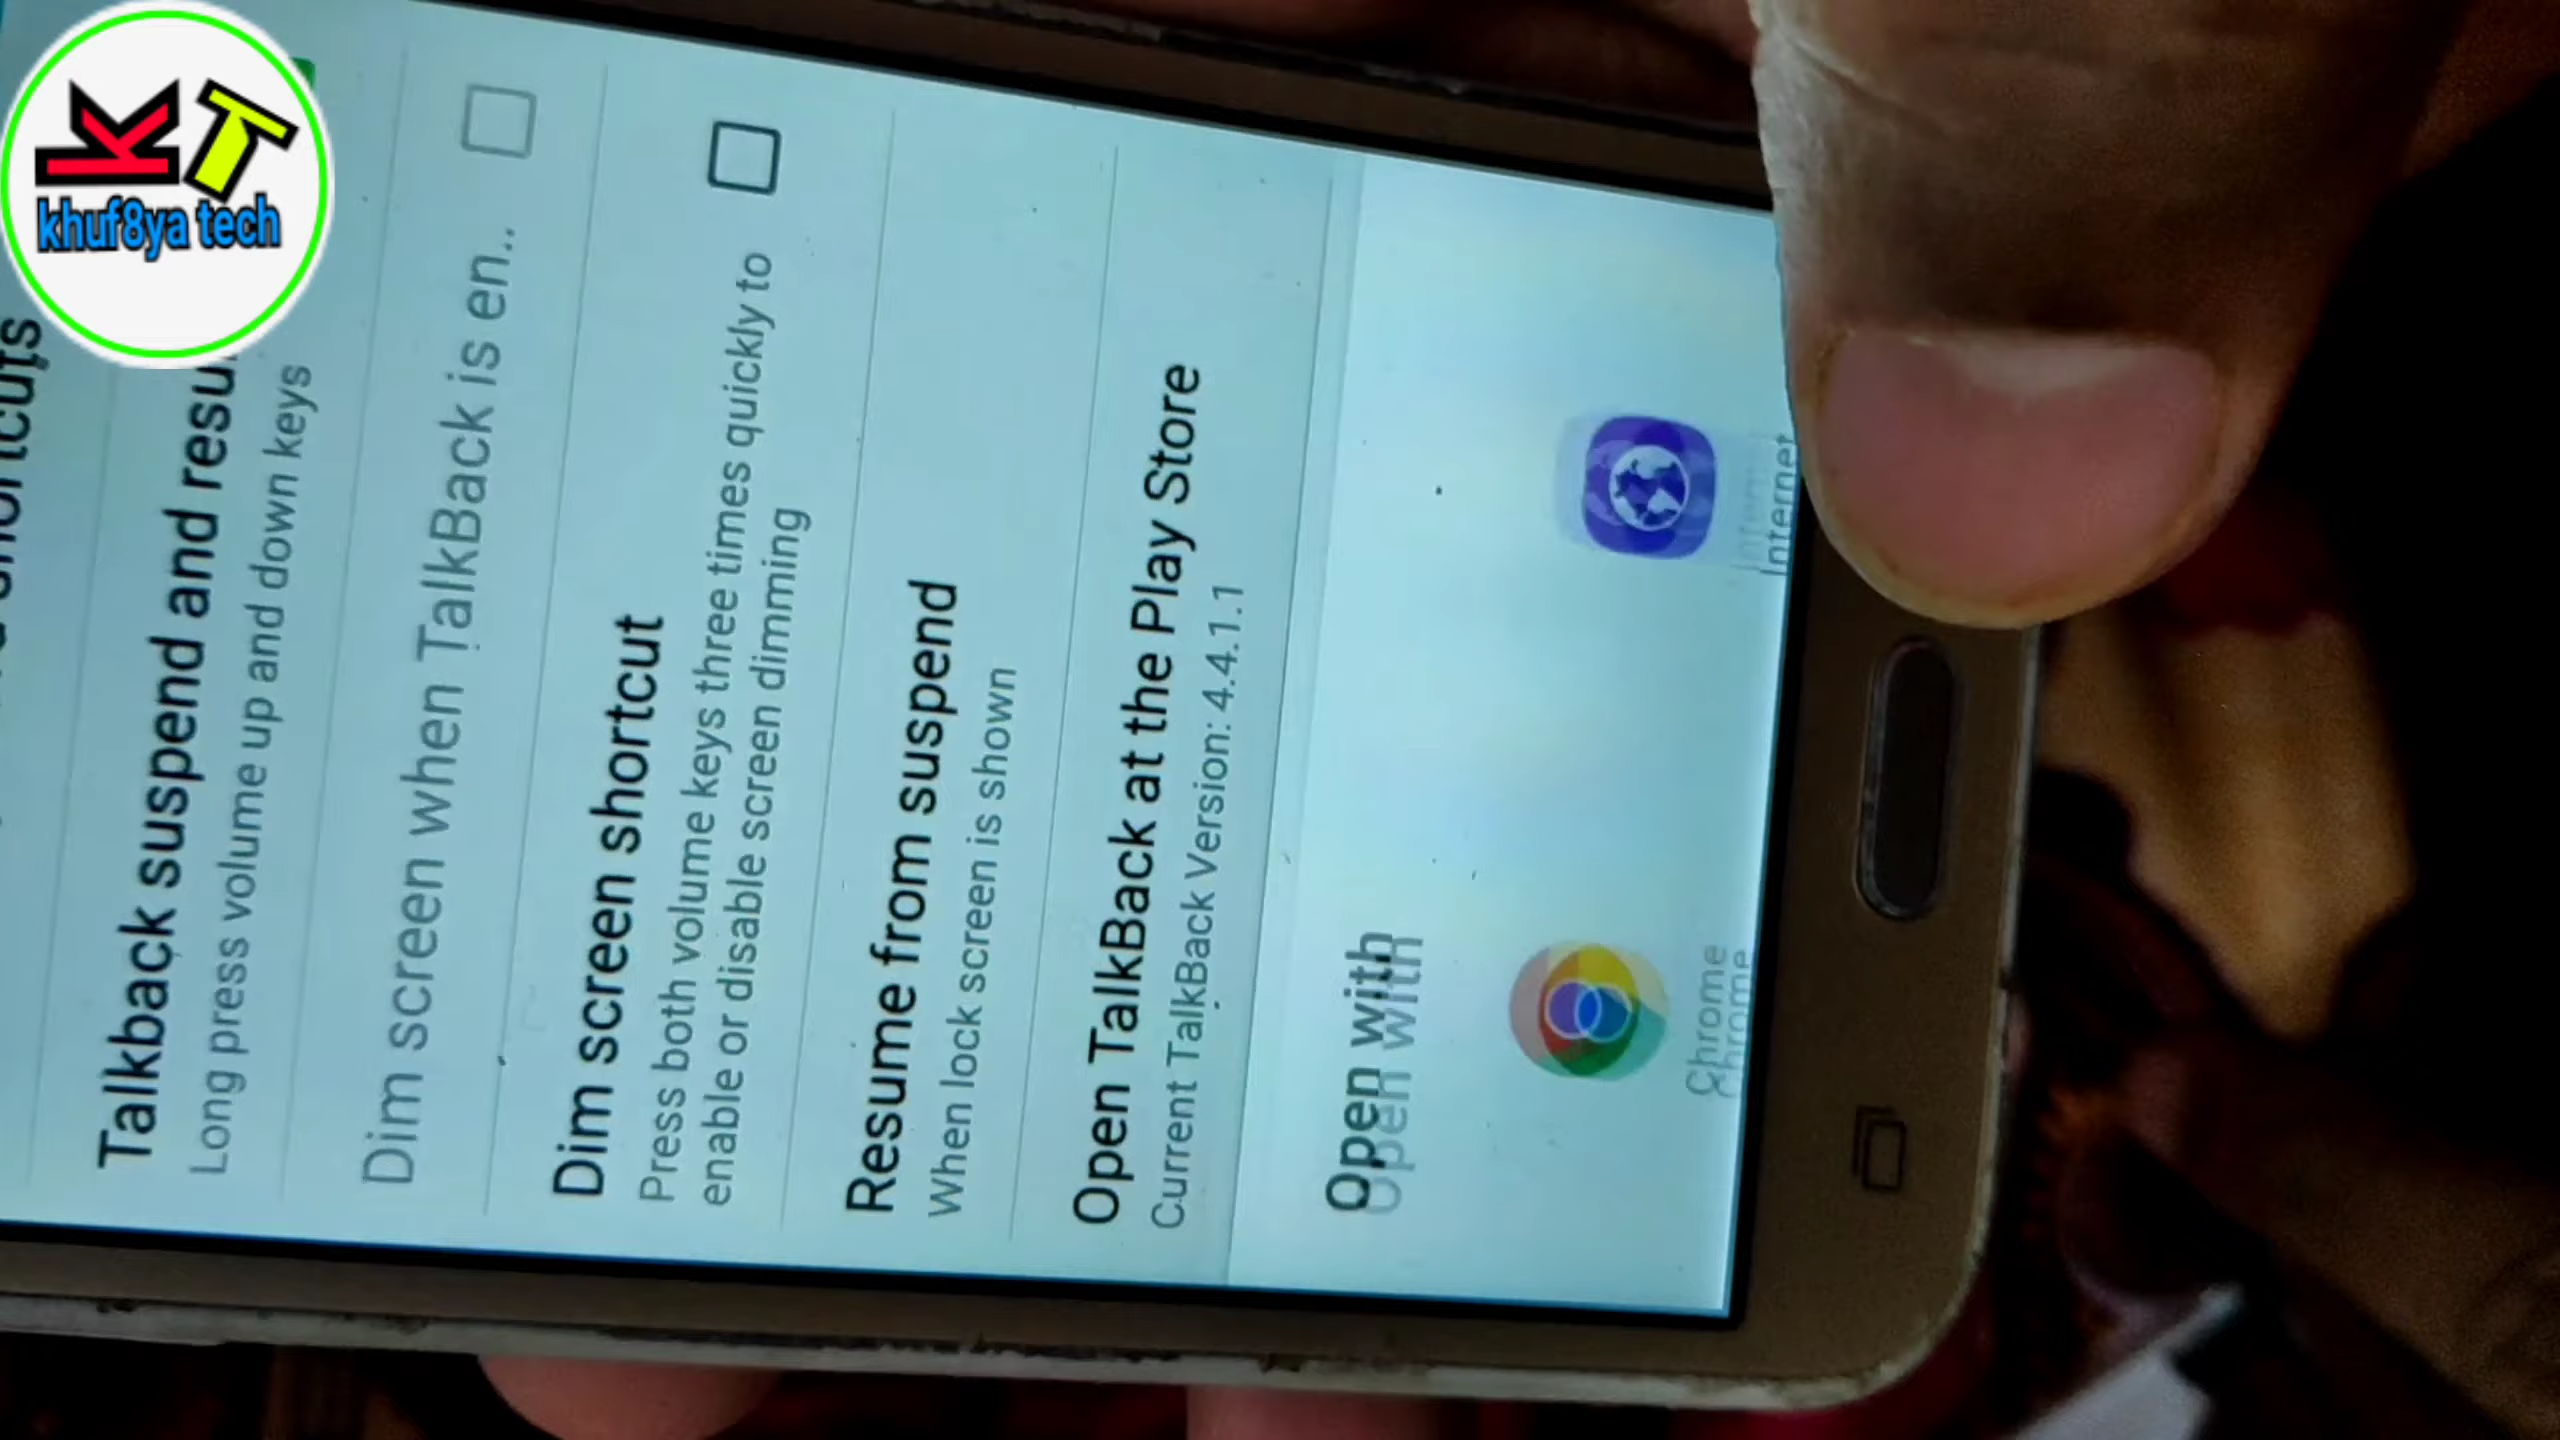 KT
khuf8ya tech
Talkback suspend and resu
Long press volume up and down keys
Dim screen when TalkBack is en..
Dim screen shortcut
Press both volume keys three times quickly to
enable or disable screen dimming
Resume from suspend
When lock screen is shown
Open TalkBack at the Play Store
Current TalkBack Version: 4.4.1.1
Open with
Chrome
Internet